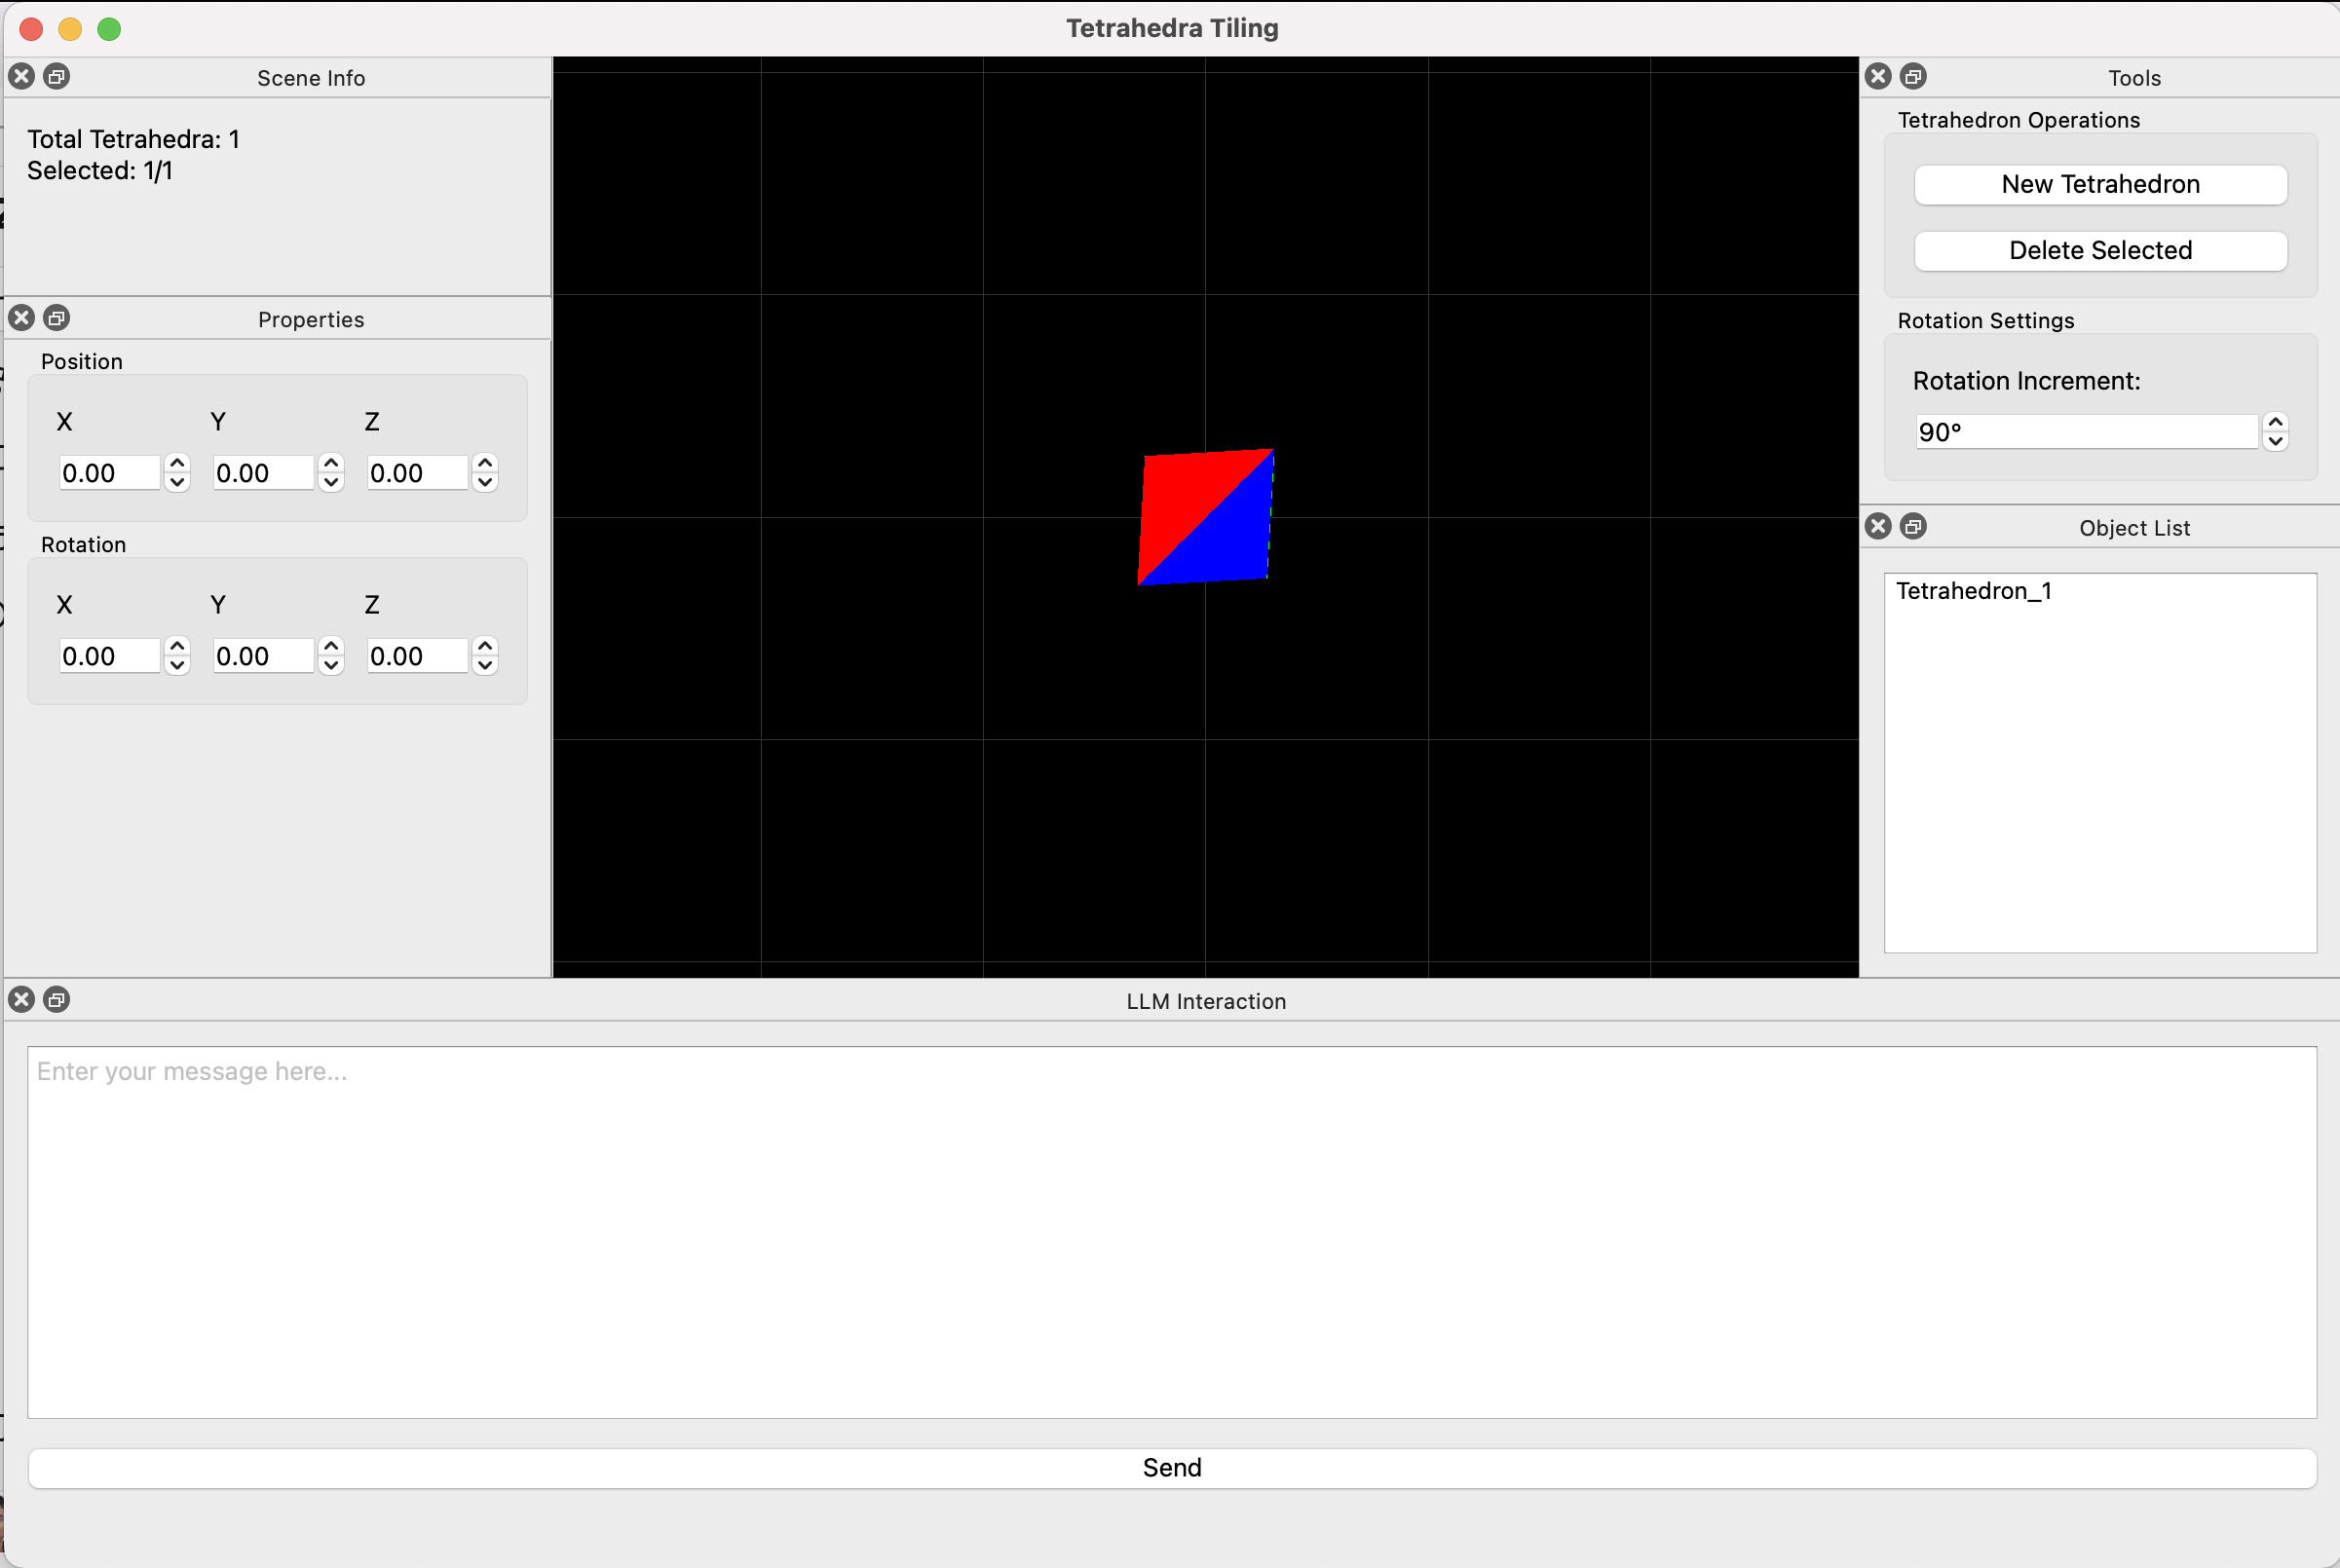 Tetrahedra Tiling
Scene Info
Total Tetrahedra: 1
Selected: 1/1
Properties
Position
X Y Z
0.00 0.00 0.00
Rotation
X Y Z
0.00 0.00 0.00
Tools
Tetrahedron Operations
New Tetrahedron
Delete Selected
Rotation Settings
Rotation Increment:
90°
Object List
Tetrahedron_1
LLM Interaction
Enter your message here...
Send